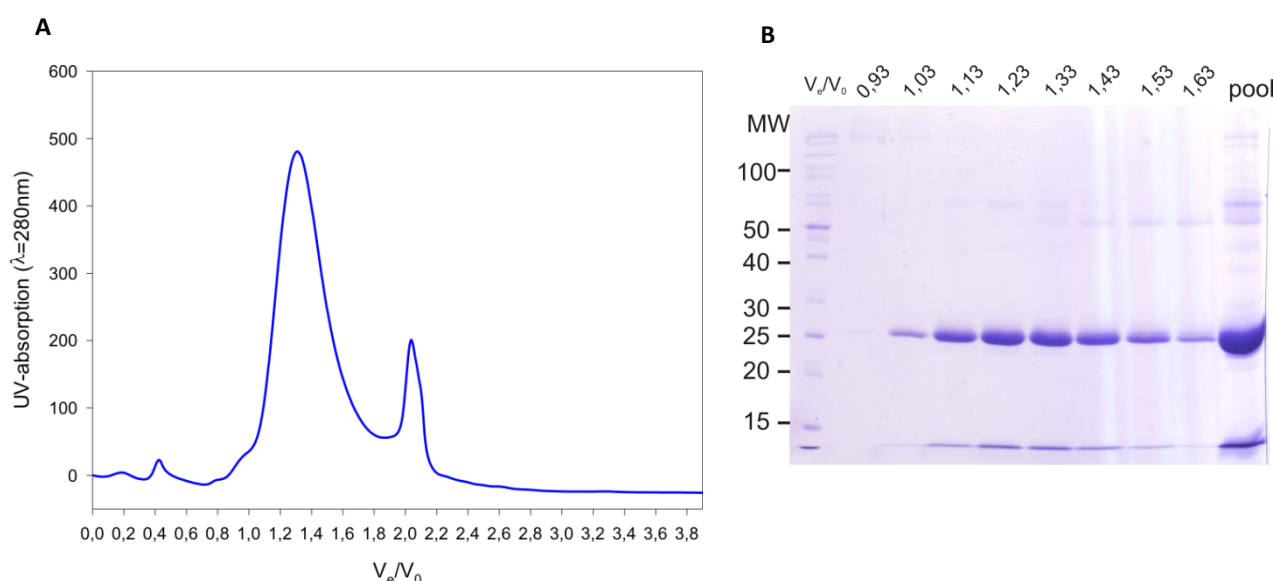 A
600
500
400
300
200
100
0
UV-absorption (λ=280nm)
0,0 0,2 0,4 0,6 0,8 1,0 1,2 1,4 1,6 1,8 2,0 2,2 2,4 2,6 2,8 3,0 3,2 3,4 3,6 3,8
Ve/V0
B
Ve/V0 0,93 1,03 1,13 1,23 1,33 1,43 1,53 1,63 pool
MW
100
50
40
30
25
20
15